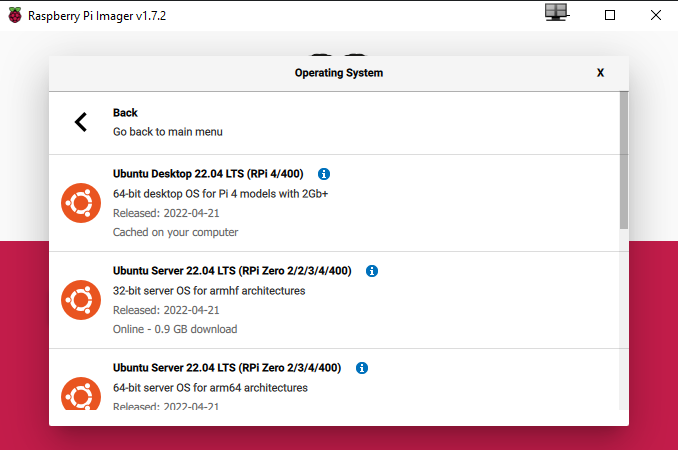 Raspberry Pi Imager v1.7.2
Operating System
X
Back
Go back to main menu
Ubuntu Desktop 22.04 LTS (RPi 4/400)
64-bit desktop OS for Pi 4 models with 2Gb+
Released: 2022-04-21
Cached on your computer
Ubuntu Server 22.04 LTS (RPi Zero 2/2/3/4/400)
32-bit server OS for armhf architectures
Released: 2022-04-21
Online - 0.9 GB download
Ubuntu Server 22.04 LTS (RPi Zero 2/3/4/400)
64-bit server OS for arm64 architectures
Released: 2022-04-21